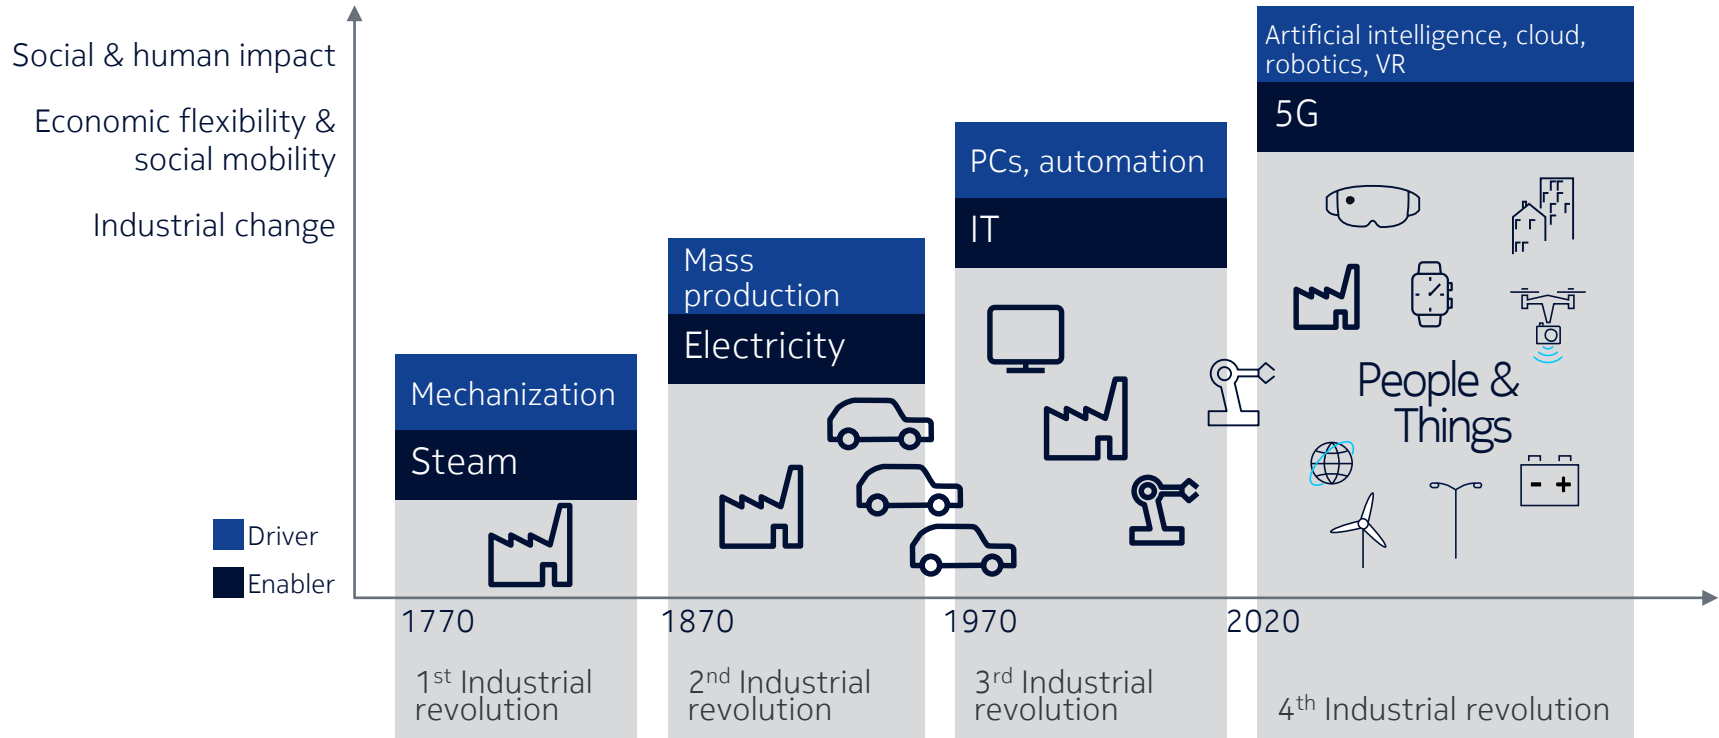 Social & human impact
Economic flexibility &
social mobility
Industrial change
Driver
Enabler
Mechanization
Steam
1770
1st Industrial
revolution
Mass
production
Electricity
1870
2nd Industrial
revolution
PCs, automation
IT
1970
3rd Industrial
revolution
Artificial intelligence, cloud,
robotics, VR
5G
People &
Things
2020
4th Industrial revolution